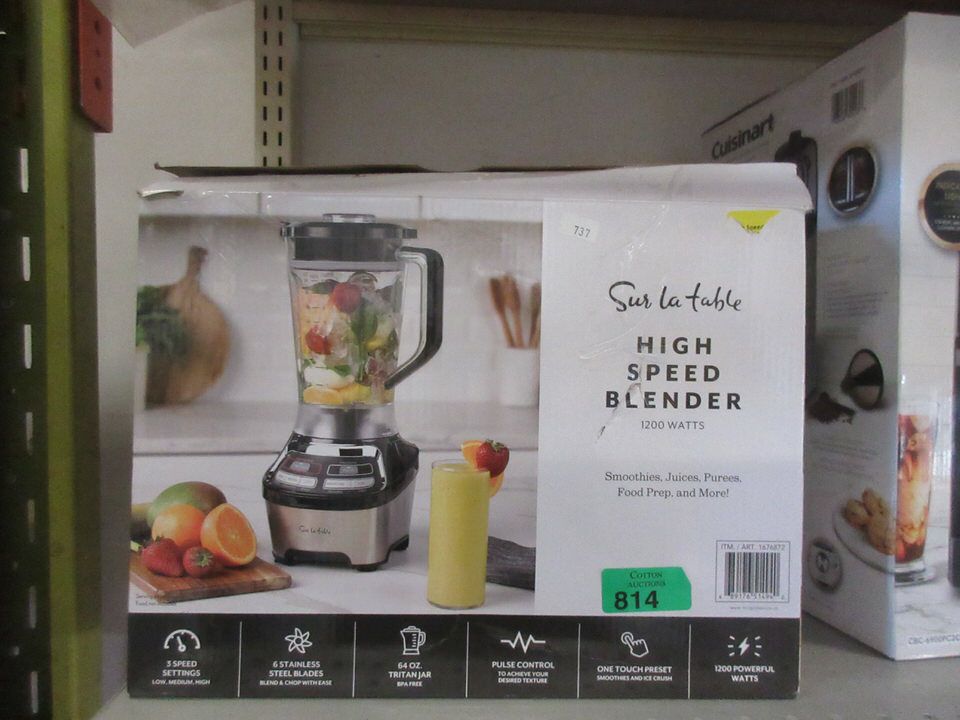 737
Sur la table
HIGH
SPEED
BLENDER
1200 WATTS
Smoothies, Juices, Purees,
Food Prep, and More!
ITM. / ART. 1676872
COTTON
AUCTIONS
814
Sur la table
3 SPEED
SETTINGS
LOW, MEDIUM, HIGH
6 STAINLESS
STEEL BLADES
BLEND & CHOP WITH EASE
64 OZ.
TRITAN JAR
BPA FREE
PULSE CONTROL
TO ACHIEVE YOUR
DESIRED TEXTURE
ONE TOUCH PRESET
SMOOTHIES AND ICE CRUSH
1200 POWERFUL
WATTS
Cuisinart